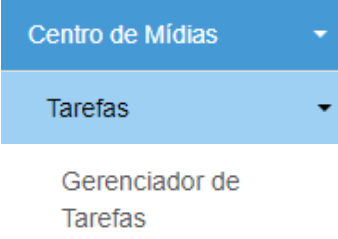 Centro de Mídias
Tarefas
Gerenciador de
Tarefas